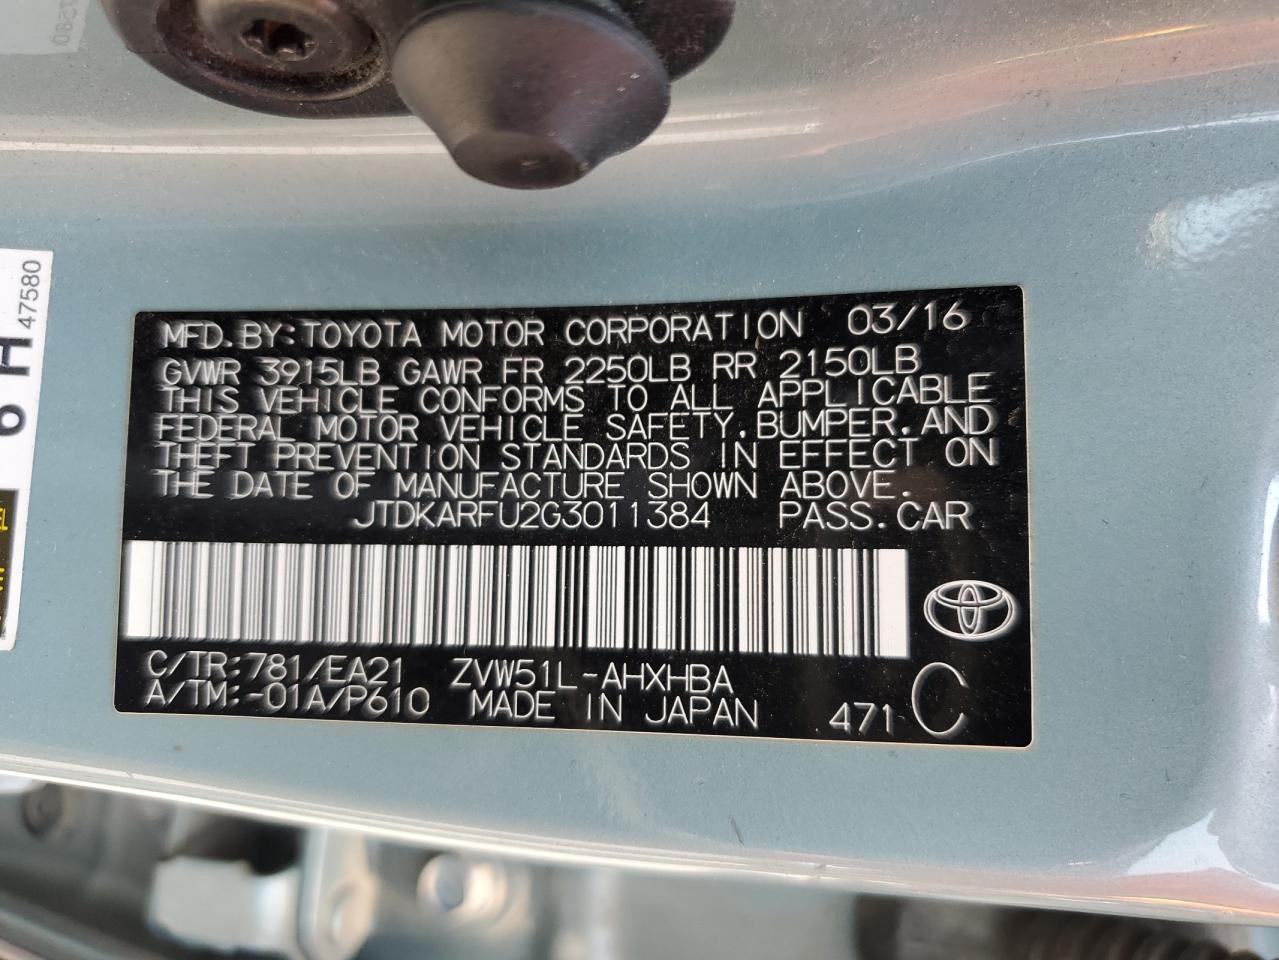 MFD.BY:TOYOTA MOTOR CORPORATION 03/16
GVWR 3915LB GAWR FR 2250LB RR 2150LB
THIS VEHICLE CONFORMS TO ALL APPLICABLE
FEDERAL MOTOR VEHICLE SAFETY,BUMPER,AND
THEFT PREVENTION STANDARDS IN EFFECT ON
THE DATE OF MANUFACTURE SHOWN ABOVE.
JTDKARFU2G3011384 PASS.CAR
C/TR:781/EA21 ZVW51L-AHXHBA
A/TM:-01A/P610 MADE IN JAPAN 471 C
47580
6 H